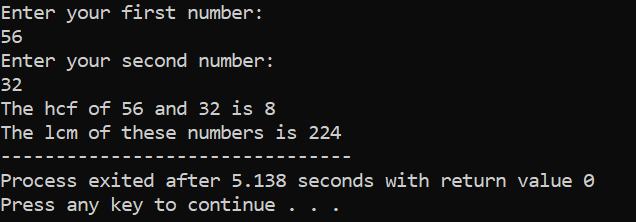 Enter your first number:
56
Enter your second number:
32
The hcf of 56 and 32 is 8
The lcm of these numbers is 224
--------------------------------
Process exited after 5.138 seconds with return value 0
Press any key to continue . . .